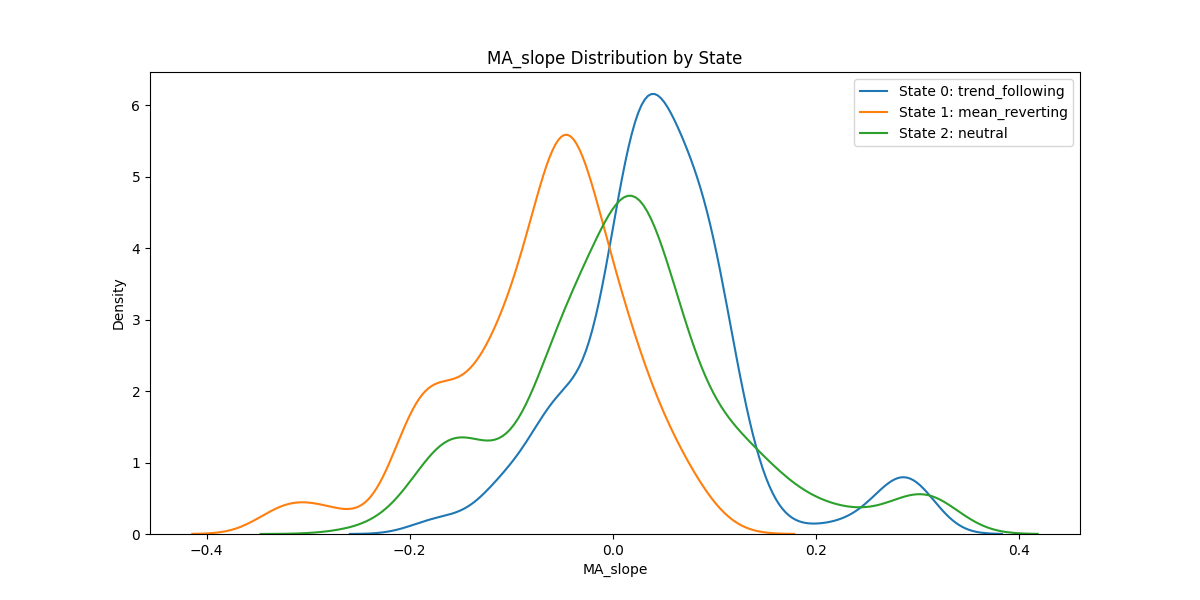 MA_slope Distribution by State
State 0: trend_following
State 1: mean_reverting
State 2: neutral
Density
6
5
4
3
2
1
0
−0.4
−0.2
0.0
0.2
0.4
MA_slope